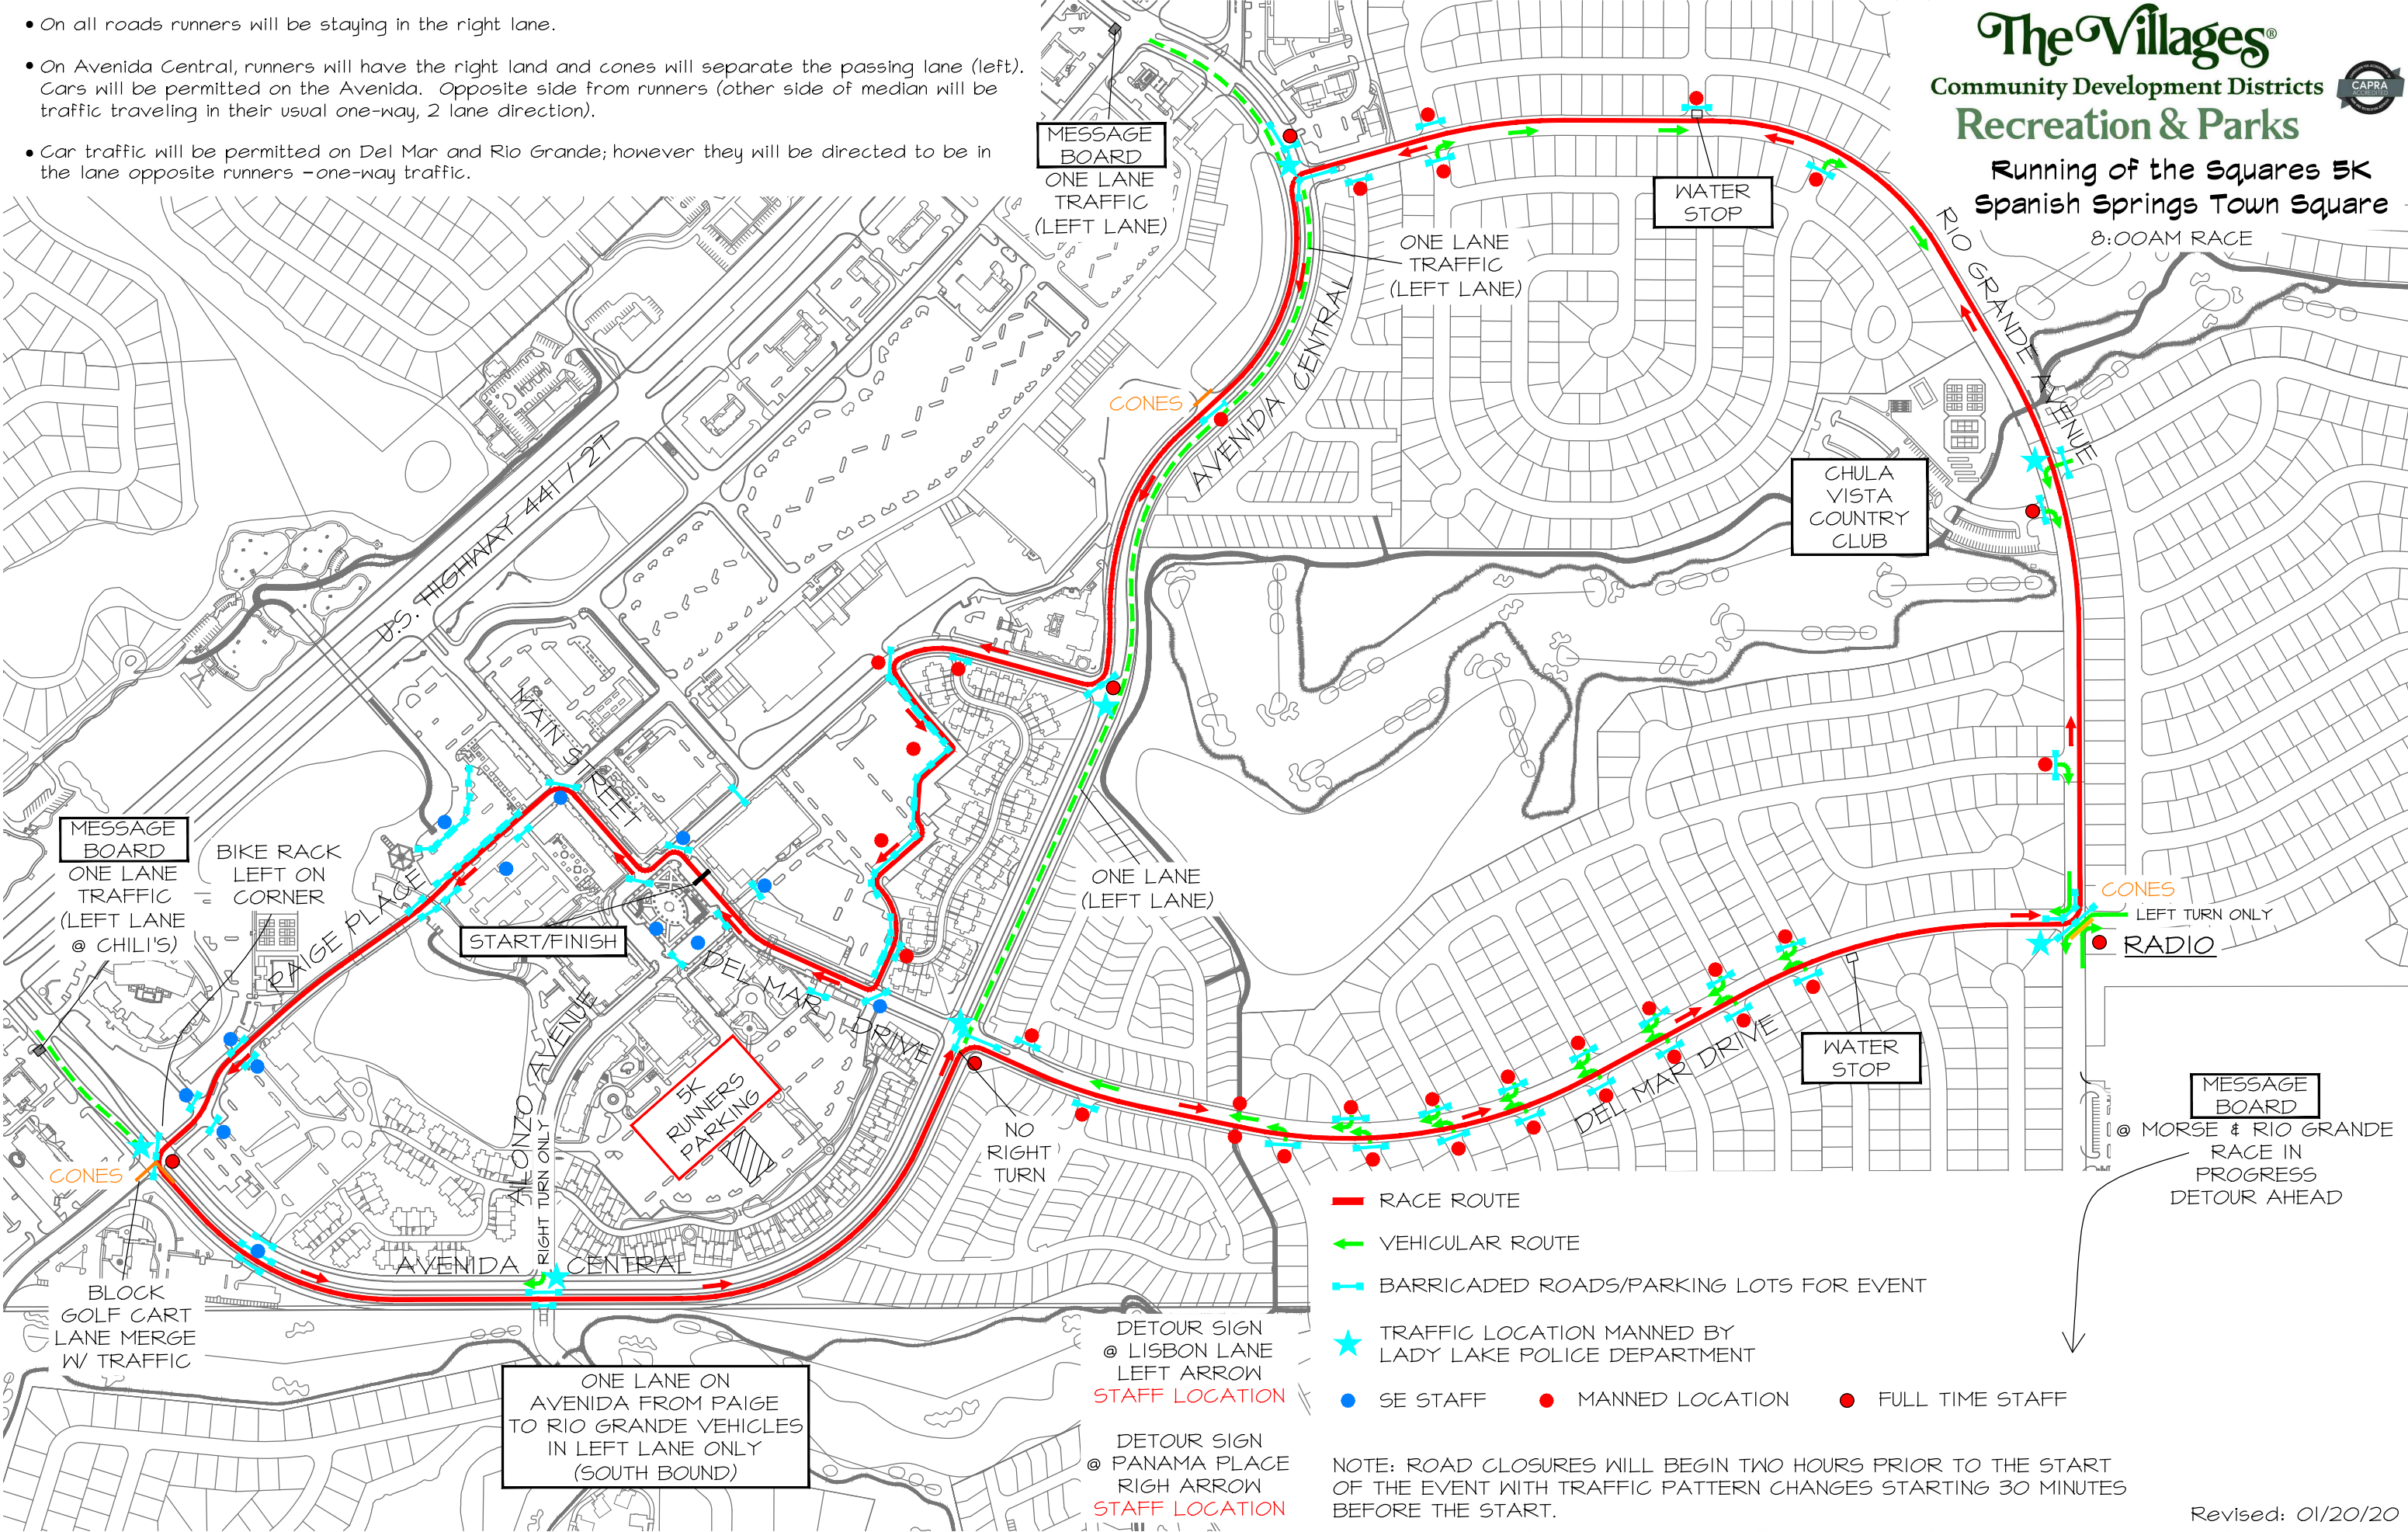 • On all roads runners will be staying in the right lane.
• On Avenida Central, runners will have the right land and cones will separate the passing lane (left).
Cars will be permitted on the Avenida. Opposite side from runners (other side of median will be
traffic traveling in their usual one-way, 2 lane direction).
• Car traffic will be permitted on Del Mar and Rio Grande; however they will be directed to be in
the lane opposite runners -one-way traffic.
The Villages®
Community Development Districts
Recreation & Parks
CAPRA
ACCREDITED
Running of the Squares 5K
Spanish Springs Town Square
8:00AM RACE
MESSAGE
BOARD
ONE LANE
TRAFFIC
(LEFT LANE)
WATER
STOP
ONE LANE
TRAFFIC
(LEFT LANE)
RIO GRANDE AVENUE
AVENIDA CENTRAL
CONES
CHULA
VISTA
COUNTRY
CLUB
U.S. HIGHWAY 441 / 27
MAIN STREET
MESSAGE
BOARD
ONE LANE
TRAFFIC
(LEFT LANE
@ CHILI'S)
BIKE RACK
LEFT ON
CORNER
PAIGE PLACE
START/FINISH
DEL MAR DRIVE
ONE LANE
(LEFT LANE)
CONES
LEFT TURN ONLY
RADIO
WATER
STOP
DEL MAR DRIVE
5K
RUNNERS
PARKING
NO
RIGHT
TURN
MESSAGE
BOARD
@ MORSE & RIO GRANDE
RACE IN
PROGRESS
DETOUR AHEAD
CONES
ALONZO AVENUE
RIGHT TURN ONLY
AVENIDA CENTRAL
BLOCK
GOLF CART
LANE MERGE
W/ TRAFFIC
ONE LANE ON
AVENIDA FROM PAIGE
TO RIO GRANDE VEHICLES
IN LEFT LANE ONLY
(SOUTH BOUND)
DETOUR SIGN
@ LISBON LANE
LEFT ARROW
STAFF LOCATION
DETOUR SIGN
@ PANAMA PLACE
RIGH ARROW
STAFF LOCATION
RACE ROUTE
VEHICULAR ROUTE
BARRICADED ROADS/PARKING LOTS FOR EVENT
TRAFFIC LOCATION MANNED BY
LADY LAKE POLICE DEPARTMENT
SE STAFF
MANNED LOCATION
FULL TIME STAFF
NOTE: ROAD CLOSURES WILL BEGIN TWO HOURS PRIOR TO THE START
OF THE EVENT WITH TRAFFIC PATTERN CHANGES STARTING 30 MINUTES
BEFORE THE START.
Revised: 01/20/20